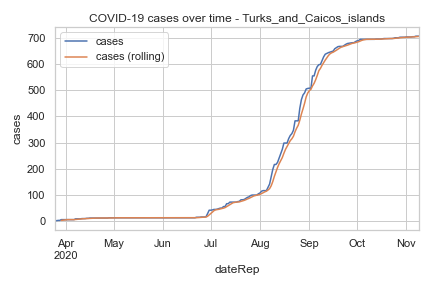 COVID-19 cases over time - Turks_and_Caicos_islands
cases
cases (rolling)
700
600
500
400
300
200
100
0
cases
Apr May Jun Jul Aug Sep Oct Nov
2020
dateRep